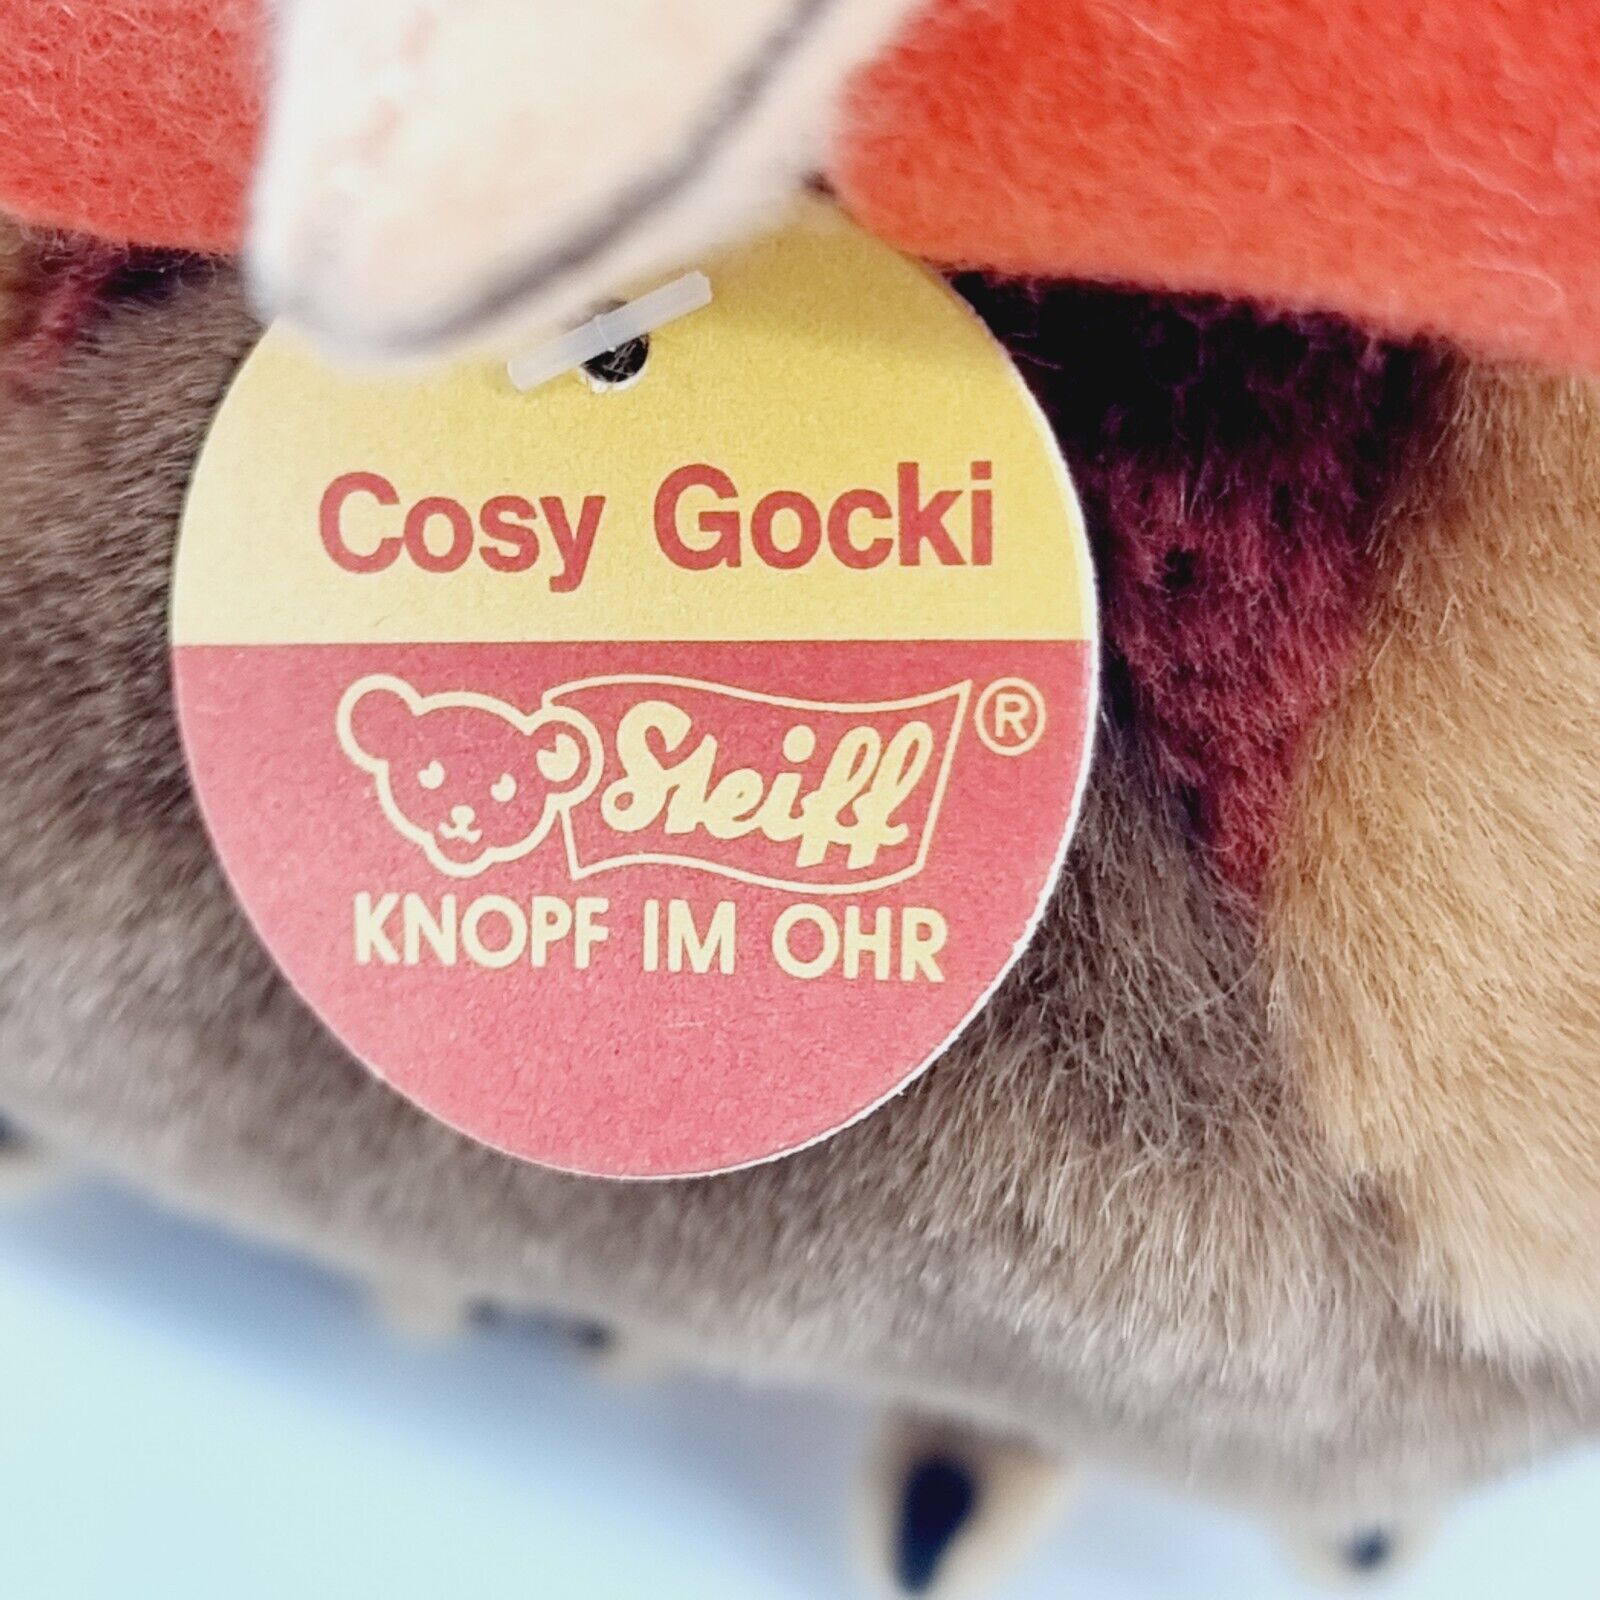 Cosy Gocki
Steiff ®
KNOPF IM OHR